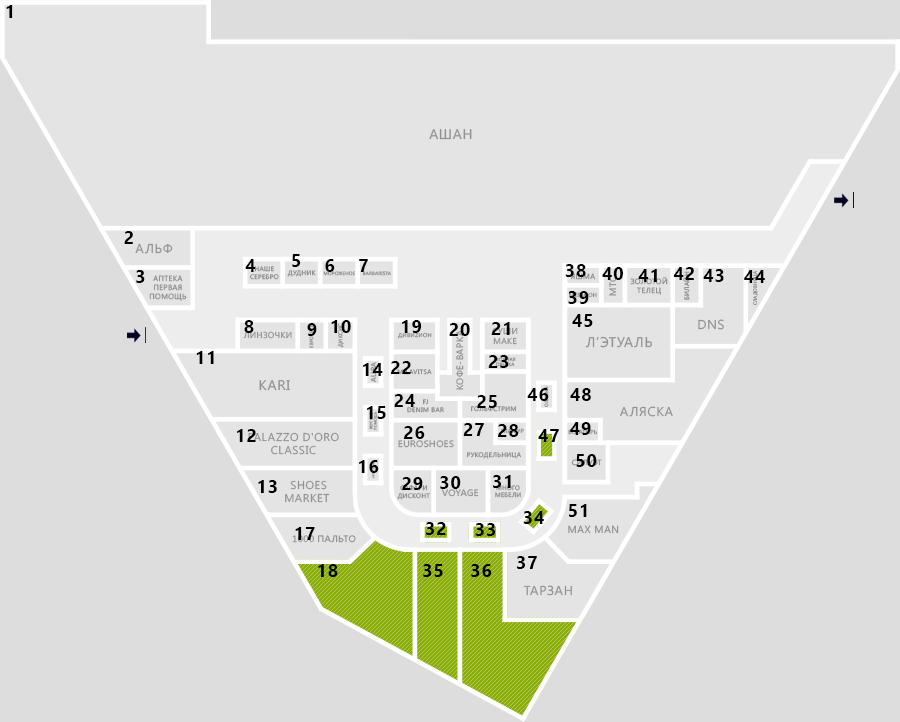 1
АШАН
2
АЛЬФ
3
АПТЕКА
ПЕРВАЯ
ПОМОЩЬ
4
НАШЕ
СЕРЕБРО
5
ДУДНИК
6
МОРОЖЕНОЕ
7
38
39
40
МТС
41
ЗОЛОТОЙ
ТЕЛЕЦ
42
43
DNS
44
8
ЛИНЗОЧКИ
9
10
19
ДИВИЗИОН
20
КОФЕ-ВАРКА
21
МАКЕ
45
Л'ЭТУАЛЬ
11
KARI
14
22
23
15
24
FJ
DENIM BAR
25
ГОЛЬФСТРИМ
46
48
АЛЯСКА
12
PALAZZO D'ORO
CLASSIC
26
EUROSHOES
27
28
РУКОДЕЛЬНИЦА
47
49
50
16
13
SHOES
MARKET
29
ДИСКОНТ
30
VOYAGE
31
МНОГО
МЕБЕЛИ
17
1000 ПАЛЬТО
32
33
34
51
MAX MAN
18
35
36
37
ТАРЗАН